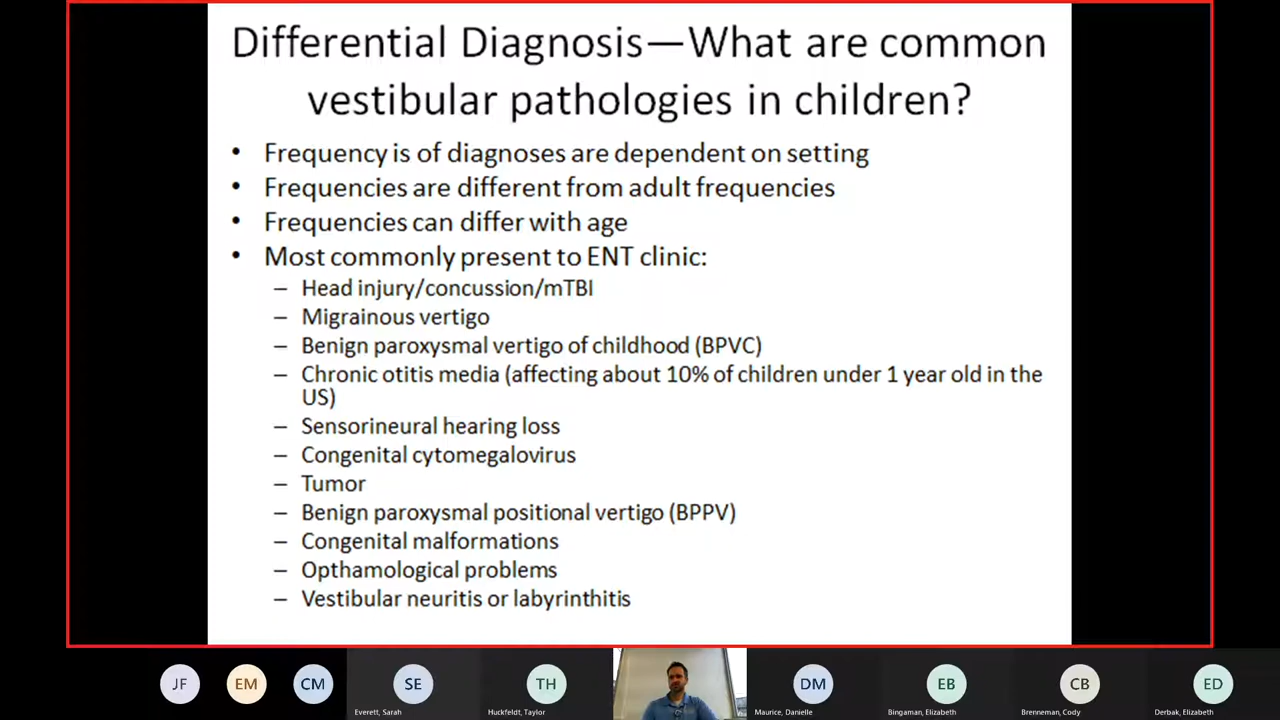 Differential Diagnosis—What are common
vestibular pathologies in children?
• Frequency is of diagnoses are dependent on setting
• Frequencies are different from adult frequencies
• Frequencies can differ with age
• Most commonly present to ENT clinic:
– Head injury/concussion/mTBI
– Migrainous vertigo
– Benign paroxysmal vertigo of childhood (BPVC)
– Chronic otitis media (affecting about 10% of children under 1 year old in the
US)
– Sensorineural hearing loss
– Congenital cytomegalovirus
– Tumor
– Benign paroxysmal positional vertigo (BPPV)
– Congenital malformations
– Opthamological problems
– Vestibular neuritis or labyrinthitis
JF EM CM SE TH DM EB CB ED
Everett, Sarah Huckfeldt, Taylor Maurice, Danielle Bingaman, Elizabeth Brenneman, Cody Derbak, Elizabeth